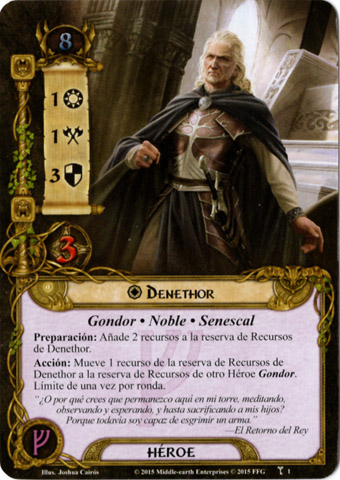 8
1
1
3
3
Denethor
Gondor • Noble • Senescal
Preparación: Añade 2 recursos a la reserva de Recursos
de Denethor.
Acción: Mueve 1 recurso de la reserva de Recursos de
Denethor a la reserva de Recursos de otro Héroe Gondor.
Límite de una vez por ronda.
"¿O por qué crees que permanezco aquí en mi torre, meditando,
observando y esperando, y hasta sacrificando a mis hijos?
Porque todavía soy capaz de esgrimir un arma."
—El Retorno del Rey
HÉROE
Illus. Joshua Cairós
© 2015 Middle-earth Enterprises © 2015 FFG
1